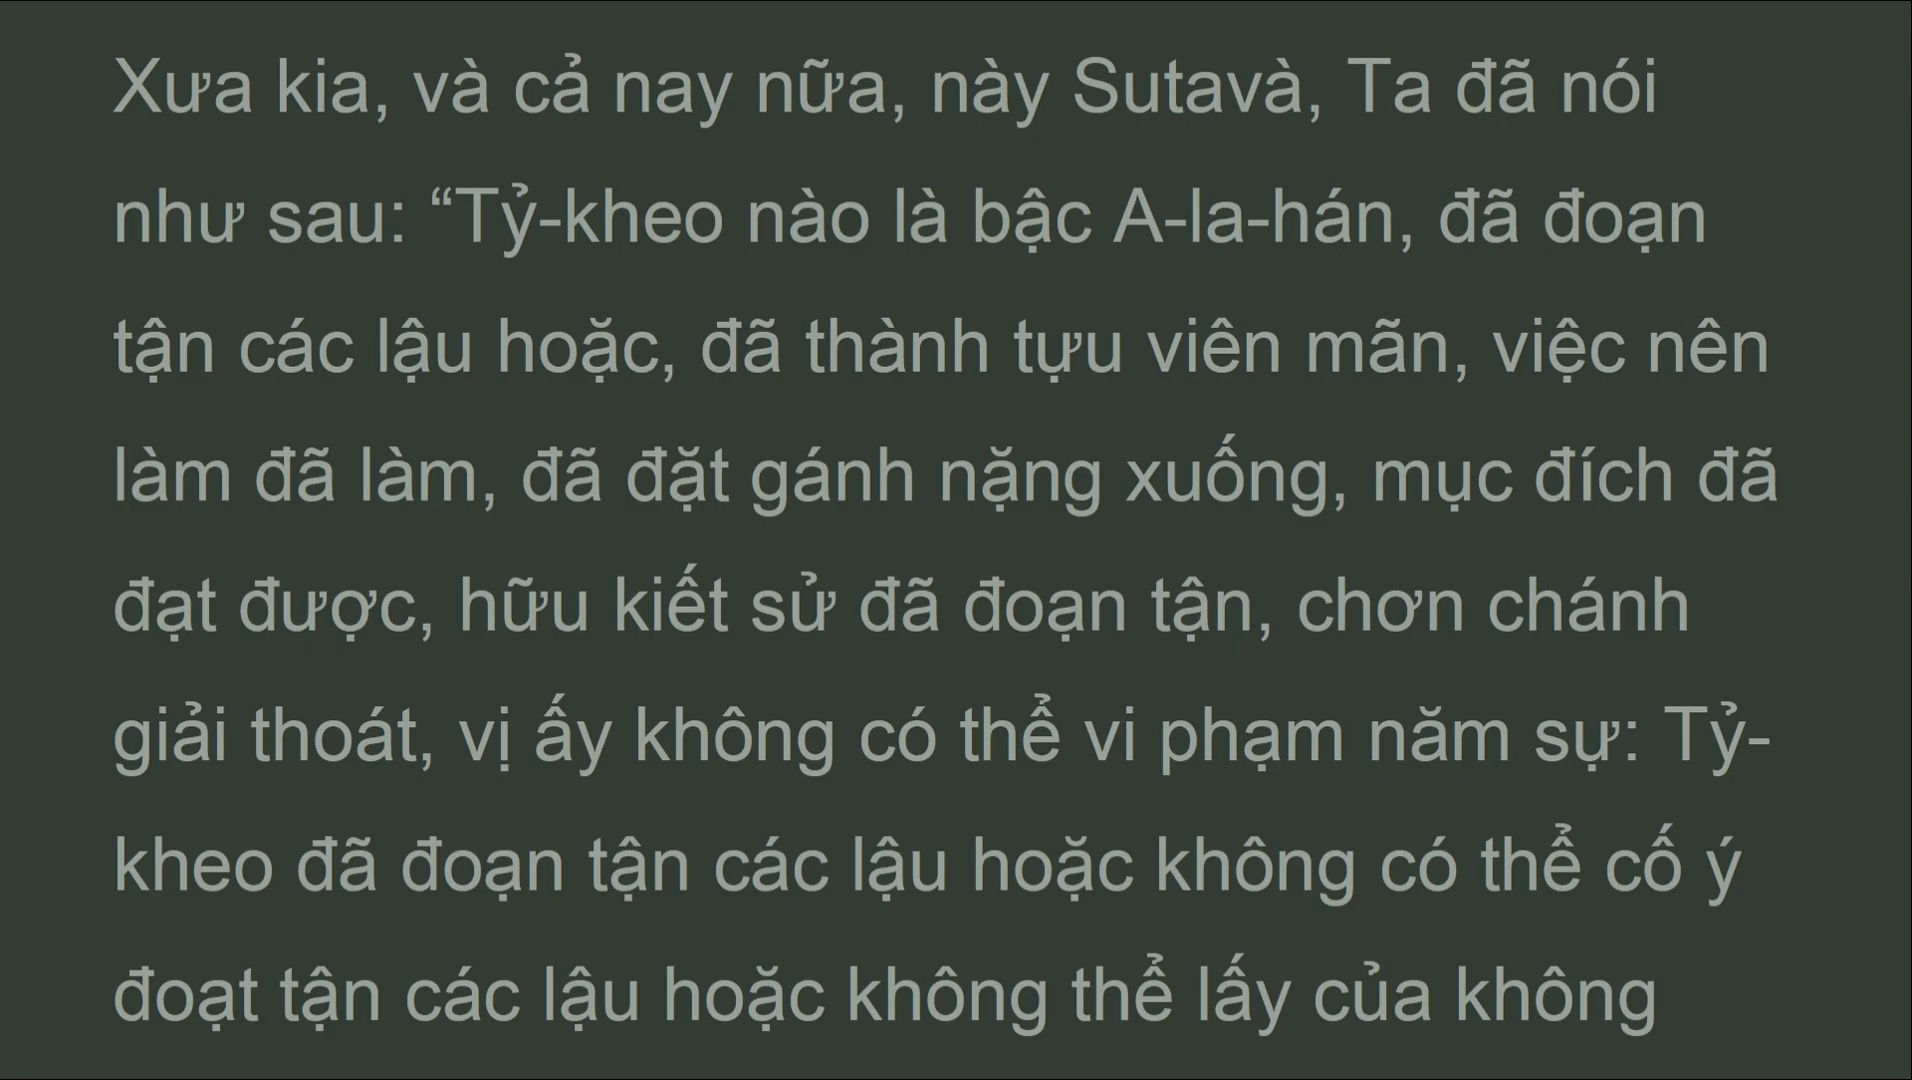 Xưa kia, và cả nay nữa, này Sutavà, Ta đã nói
như sau: “Tỷ-kheo nào là bậc A-la-hán, đã đoạn
tận các lậu hoặc, đã thành tựu viên mãn, việc nên
làm đã làm, đã đặt gánh nặng xuống, mục đích đã
đạt được, hữu kiết sử đã đoạn tận, chơn chánh
giải thoát, vị ấy không có thể vi phạm năm sự: Tỷ-
kheo đã đoạn tận các lậu hoặc không có thể cố ý
đoạt tận các lậu hoặc không thể lấy của không